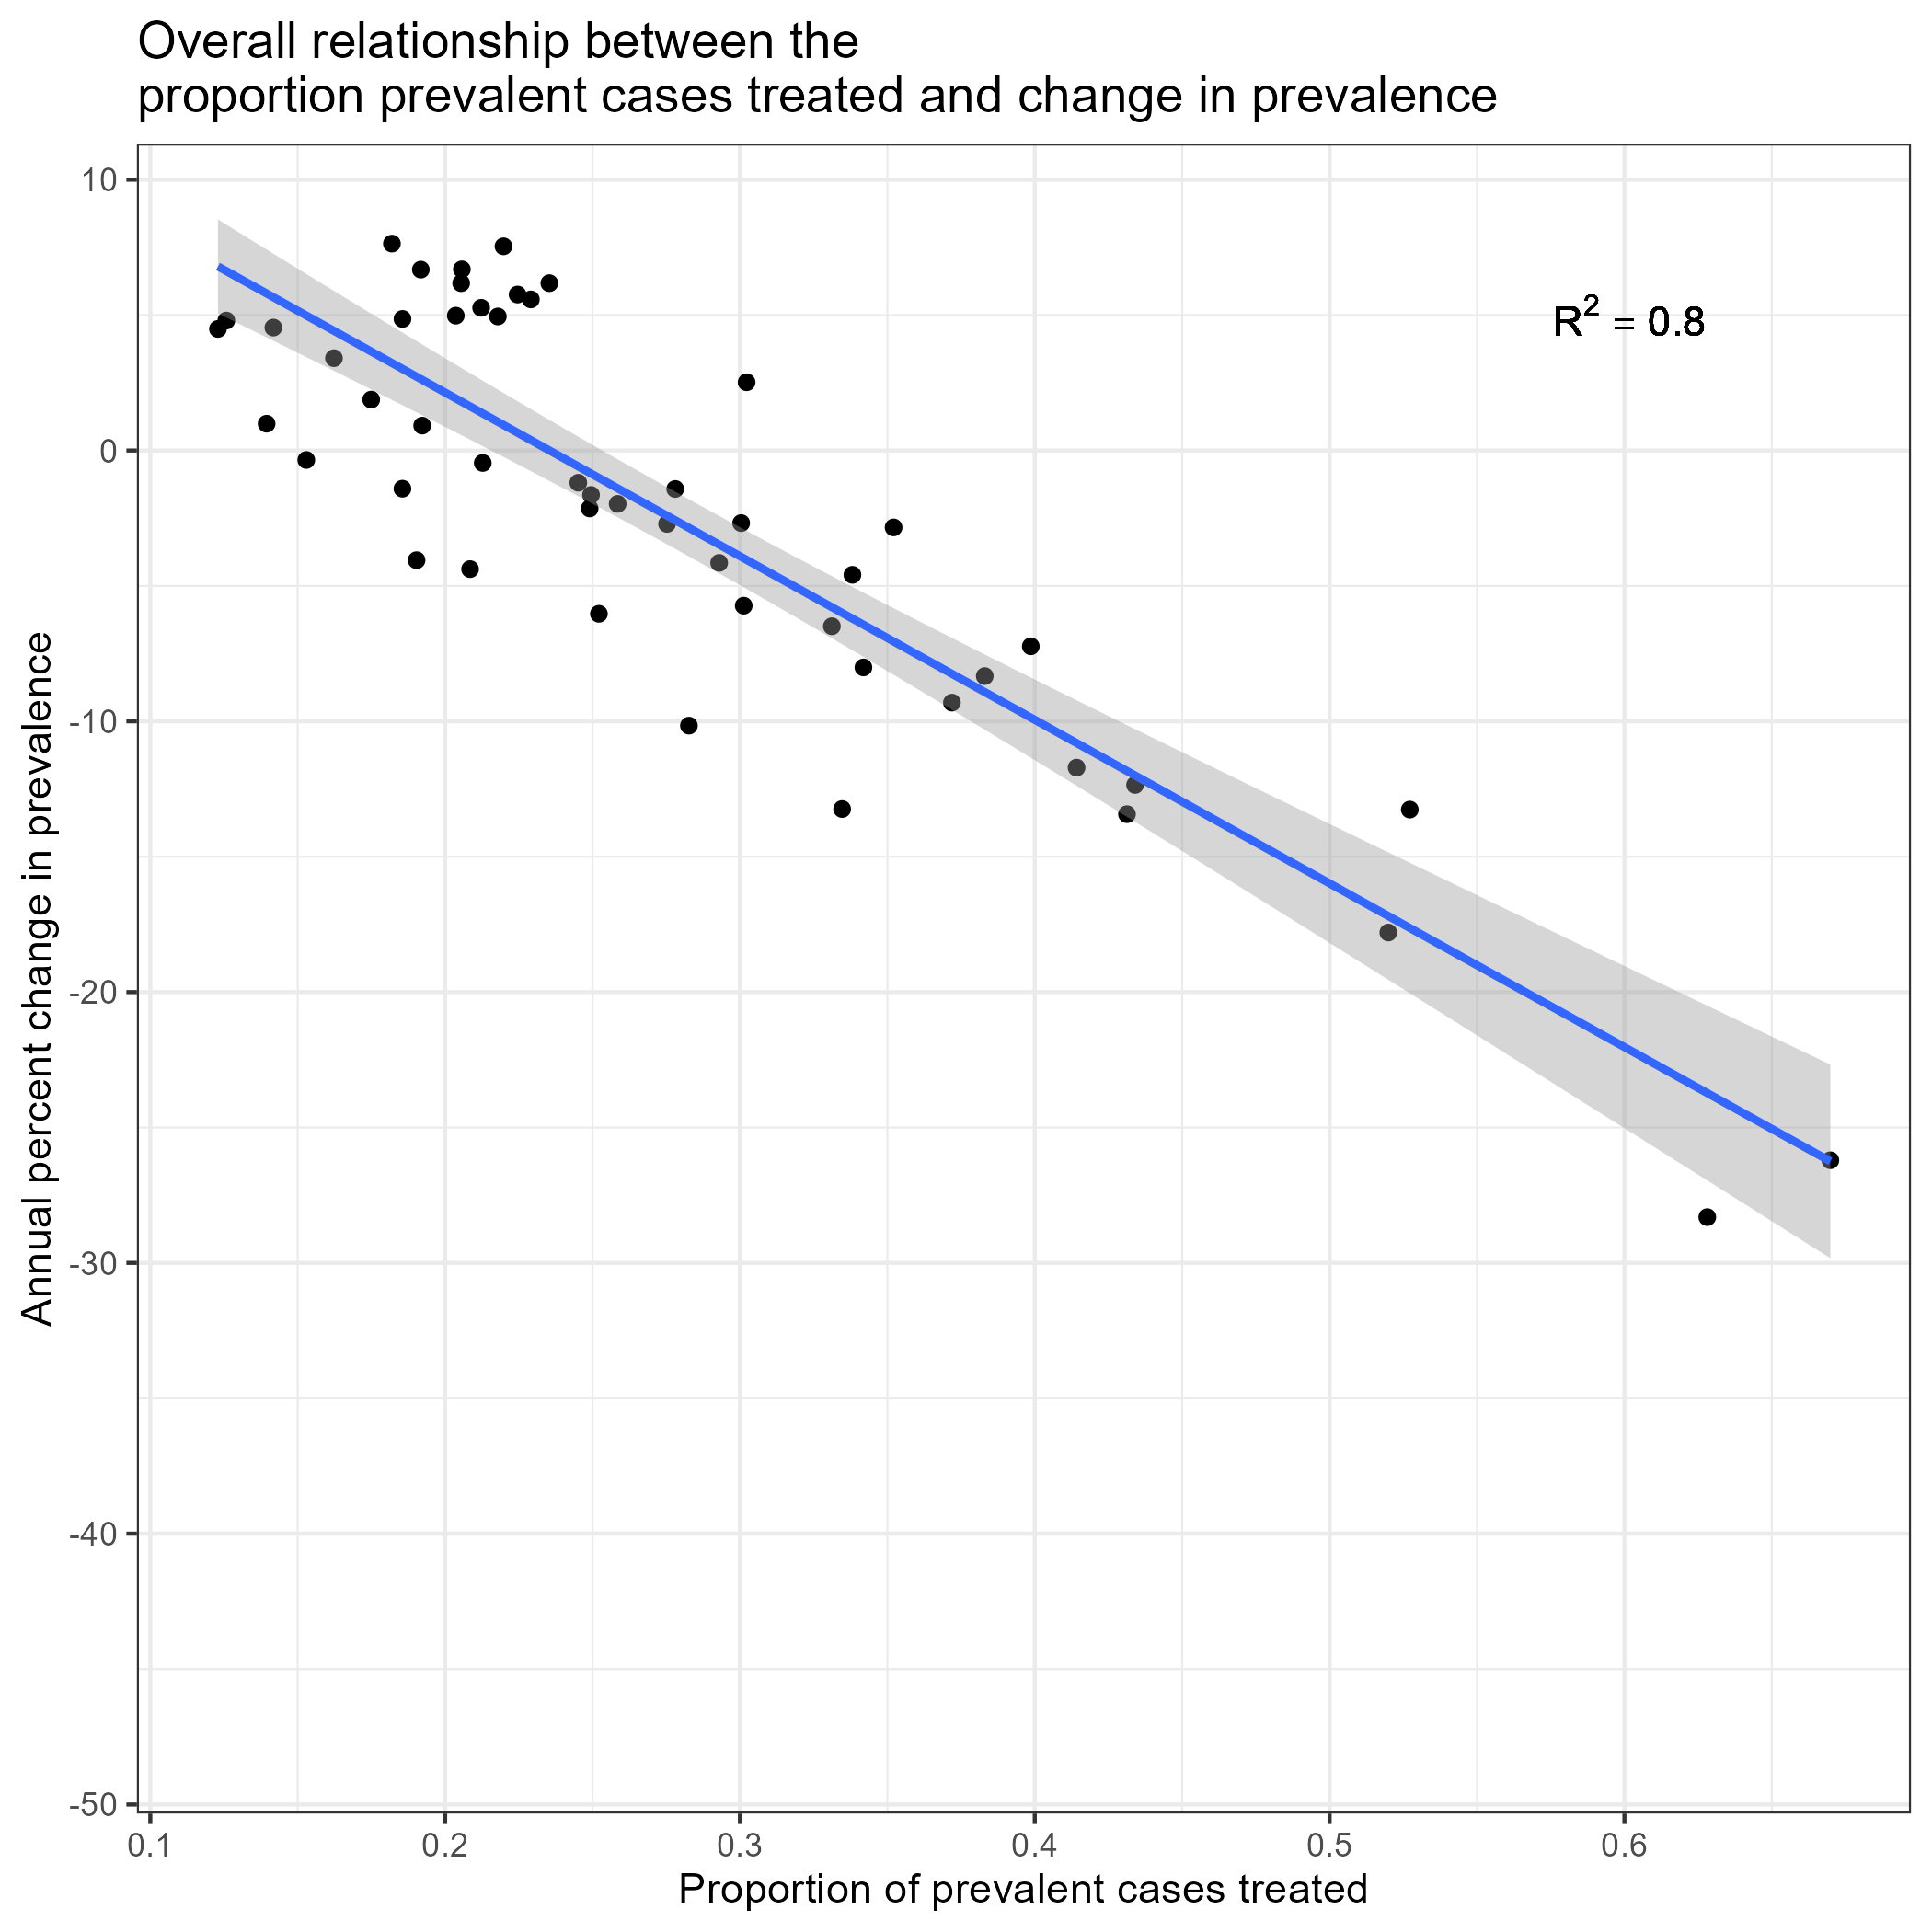 Overall relationship between the
proportion prevalent cases treated and change in prevalence
R² = 0.8
Annual percent change in prevalence
10
0
-10
-20
-30
-40
-50
0.1 0.2 0.3 0.4 0.5 0.6
Proportion of prevalent cases treated